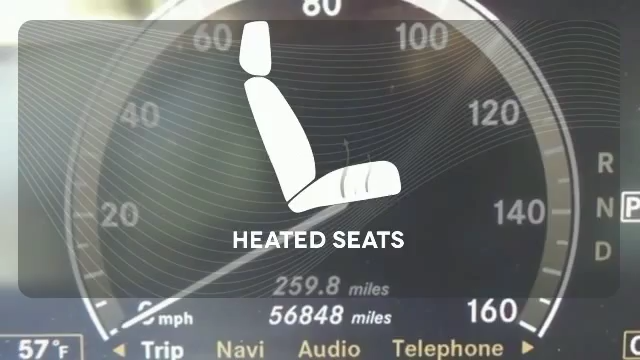 80
60 100
40 120
R
20 140 N P
D
HEATED SEATS
259.8 miles
0 mph 56848 miles 160
57°F Trip Navi Audio Telephone